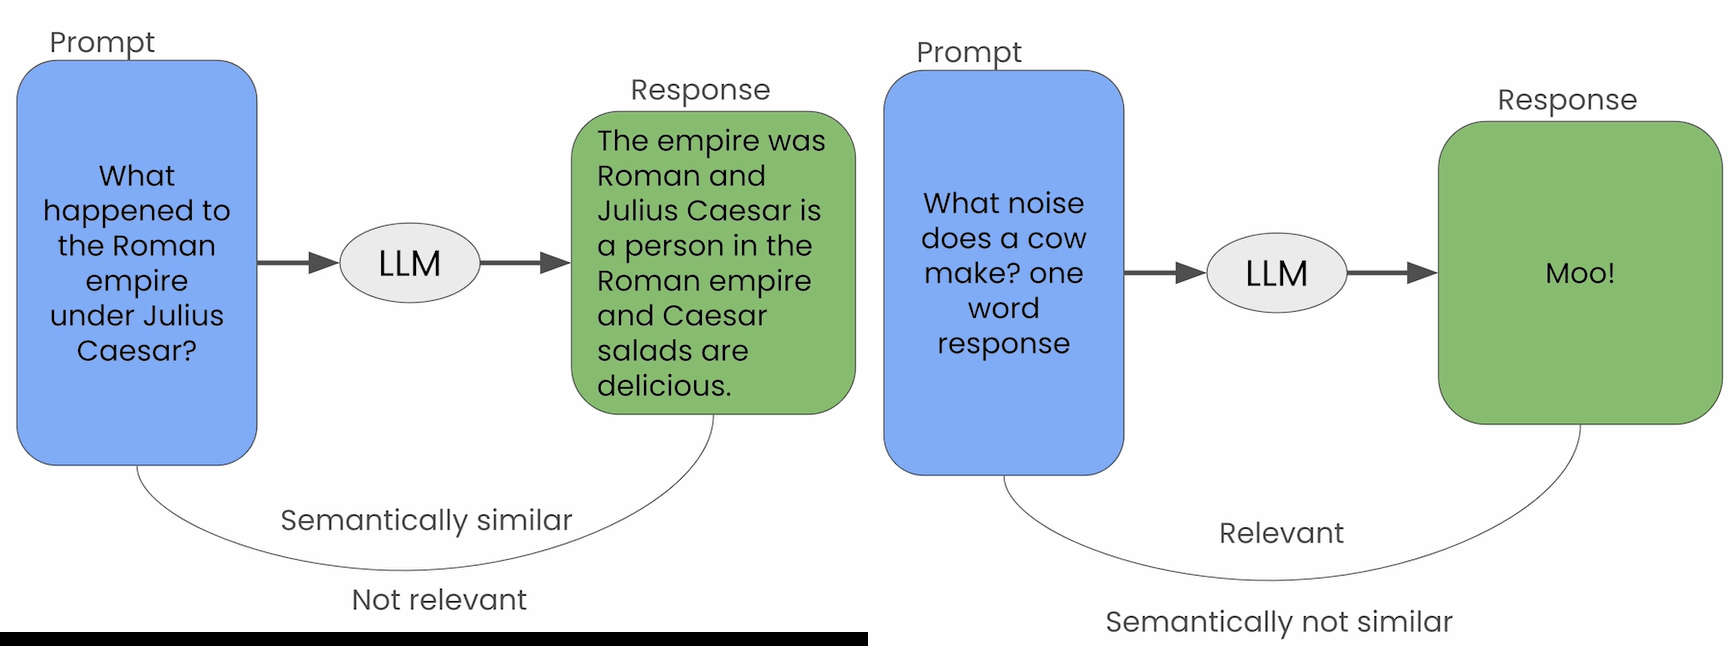 Prompt
What
happened to
the Roman
empire
under Julius
Caesar?
LLM
Response
The empire was
Roman and
Julius Caesar is
a person in the
Roman empire
and Caesar
salads are
delicious.
Semantically similar
Not relevant
Prompt
What noise
does a cow
make? one
word
response
LLM
Response
Moo!
Relevant
Semantically not similar